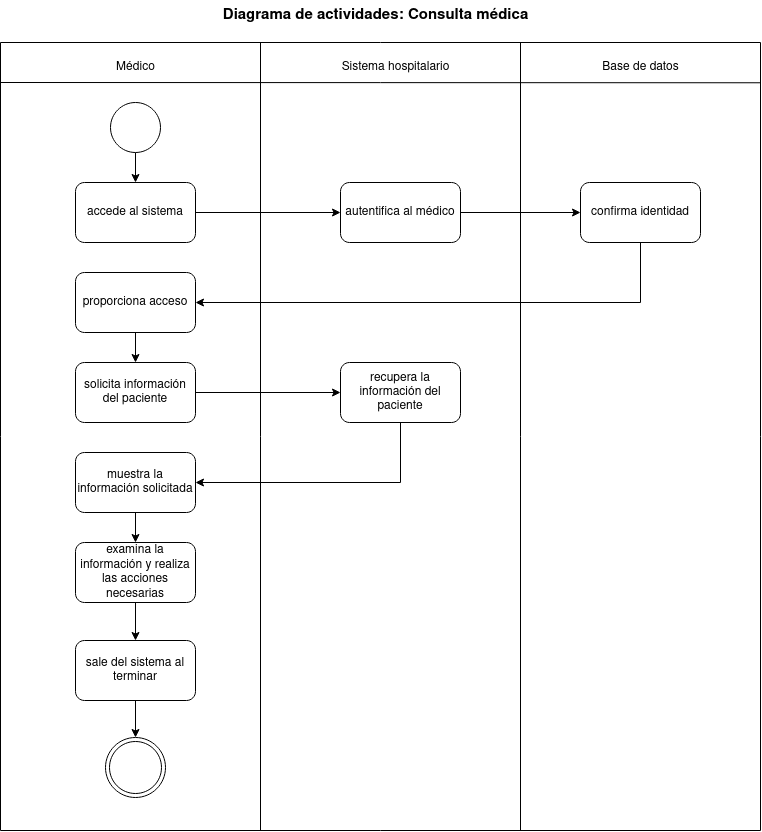 Diagrama de actividades: Consulta médica
Médico
Sistema hospitalario
Base de datos
accede al sistema
autentifica al médico
confirma identidad
proporciona acceso
solicita información
del paciente
recupera la
información del
paciente
muestra la
información solicitada
examina la
información y realiza
las acciones
necesarias
sale del sistema al
terminar